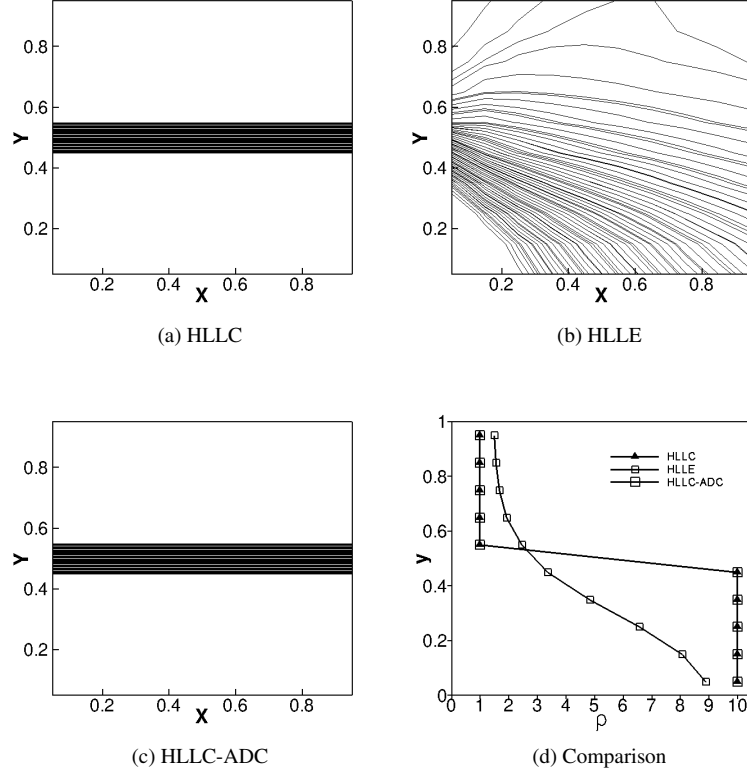 0.8
0.6
Y
0.4
0.2
0.2 0.4 0.6 0.8
X
(a) HLLC
0.8
0.6
Y
0.4
0.2
0.2 0.4 0.6 0.8
X
(b) HLLE
0.8
0.6
Y
0.4
0.2
0.2 0.4 0.6 0.8
X
(c) HLLC-ADC
1
0.8
0.6
y
0.4
0.2
0
HLLC
HLLE
HLLC-ADC
0 1 2 3 4 5 6 7 8 9 10
ρ
(d) Comparison